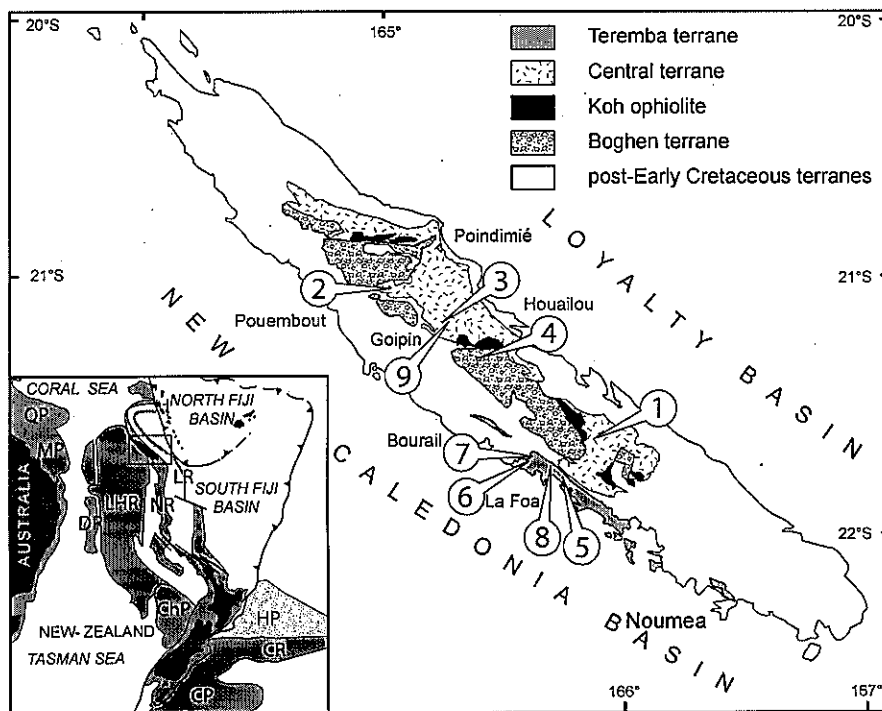 20°S
165°
20°S
Teremba terrane
Central terrane
Koh ophiolite
Boghen terrane
post-Early Cretaceous terranes
LOYALTY BASIN
Poindimié
21°S
21°S
2
3
Houaïlou
Pouembout
Goipin
9
4
NEW CALEDONIA BASIN
1
Bourail
7
6
La Foa
8
5
22°S
22°S
Noumea
166°
167°
CORAL SEA
NORTH FIJI
BASIN
QP
MP
LR
AUSTRALIA
LHR
NR
SOUTH FIJI
BASIN
DR
ChP
HP
NEW-ZEALAND
CR
TASMAN SEA
CP